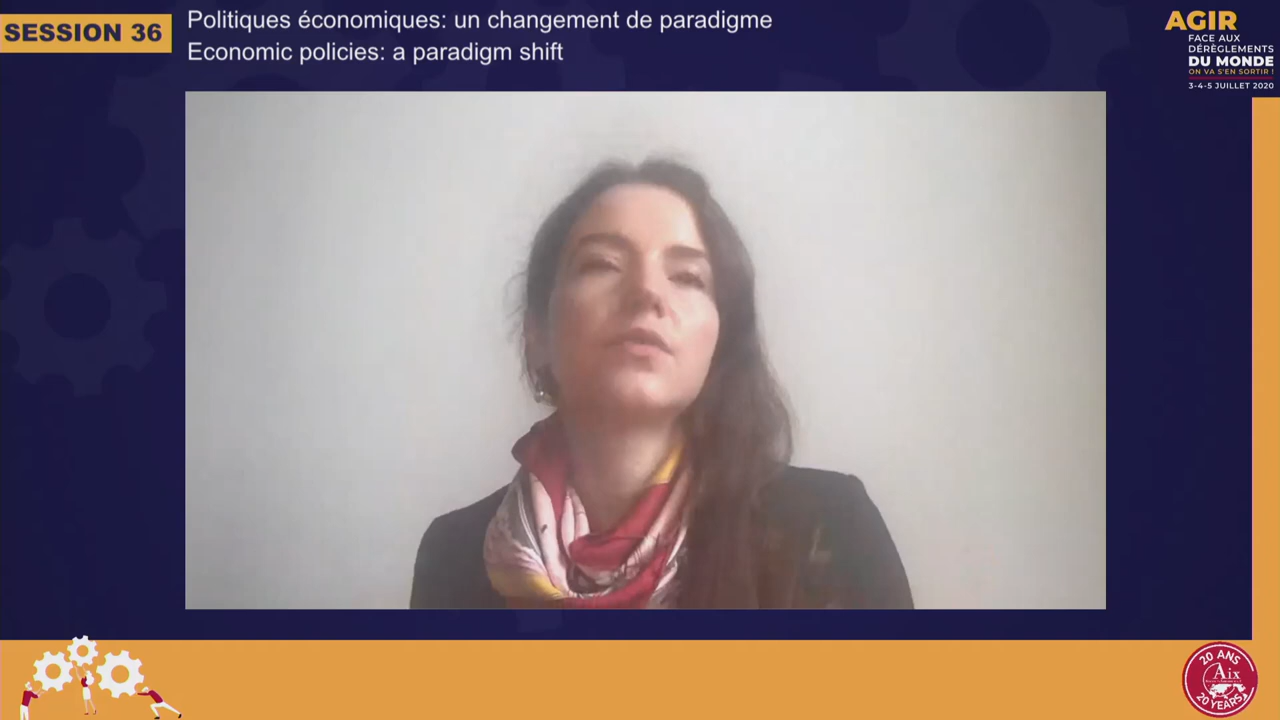 SESSION 36
Politiques économiques: un changement de paradigme
Economic policies: a paradigm shift
AGIR
FACE AUX
DÉRÈGLEMENTS
DU MONDE
ON VA S'EN SORTIR !
3-4-5 JUILLET 2020
20 ANS
Aix
20 YEARS